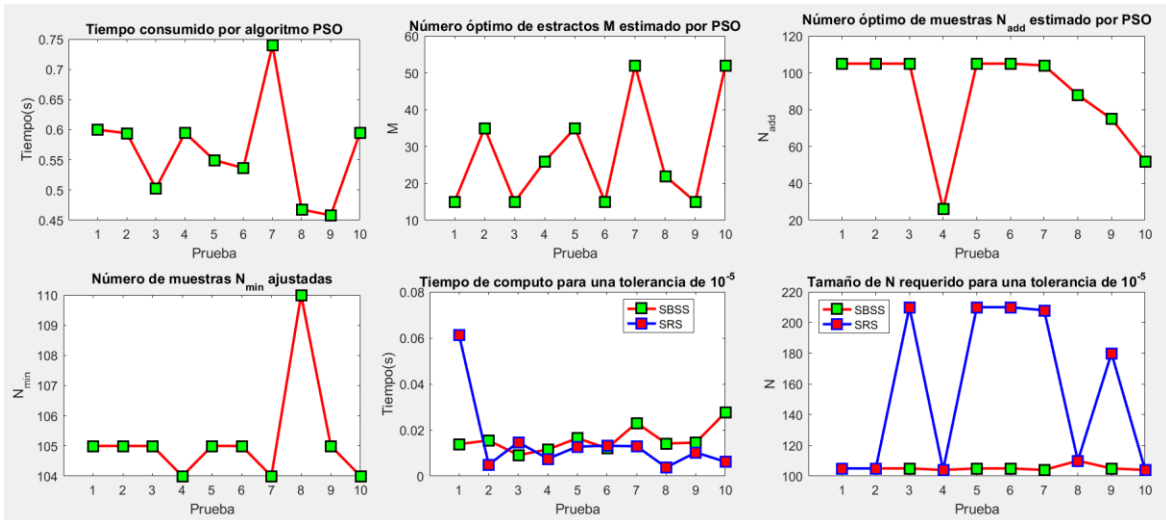 Tiempo consumido por algoritmo PSO
0.75
0.7
0.65
0.6
0.55
0.5
0.45
Tiempo(s)
1 2 3 4 5 6 7 8 9 10
Prueba
Número óptimo de estractos M estimado por PSO
60
50
40
30
20
10
M
1 2 3 4 5 6 7 8 9 10
Prueba
Número óptimo de muestras N_add estimado por PSO
120
100
80
60
40
20
N_add
1 2 3 4 5 6 7 8 9 10
Prueba
Número de muestras N_min ajustadas
110
109
108
107
106
105
104
N_min
1 2 3 4 5 6 7 8 9 10
Prueba
Tiempo de computo para una tolerancia de 10^-5
0.08
0.06
0.04
0.02
0
Tiempo(s)
SBSS
SRS
1 2 3 4 5 6 7 8 9 10
Prueba
Tamaño de N requerido para una tolerancia de 10^-5
220
200
180
160
140
120
100
N
SBSS
SRS
1 2 3 4 5 6 7 8 9 10
Prueba